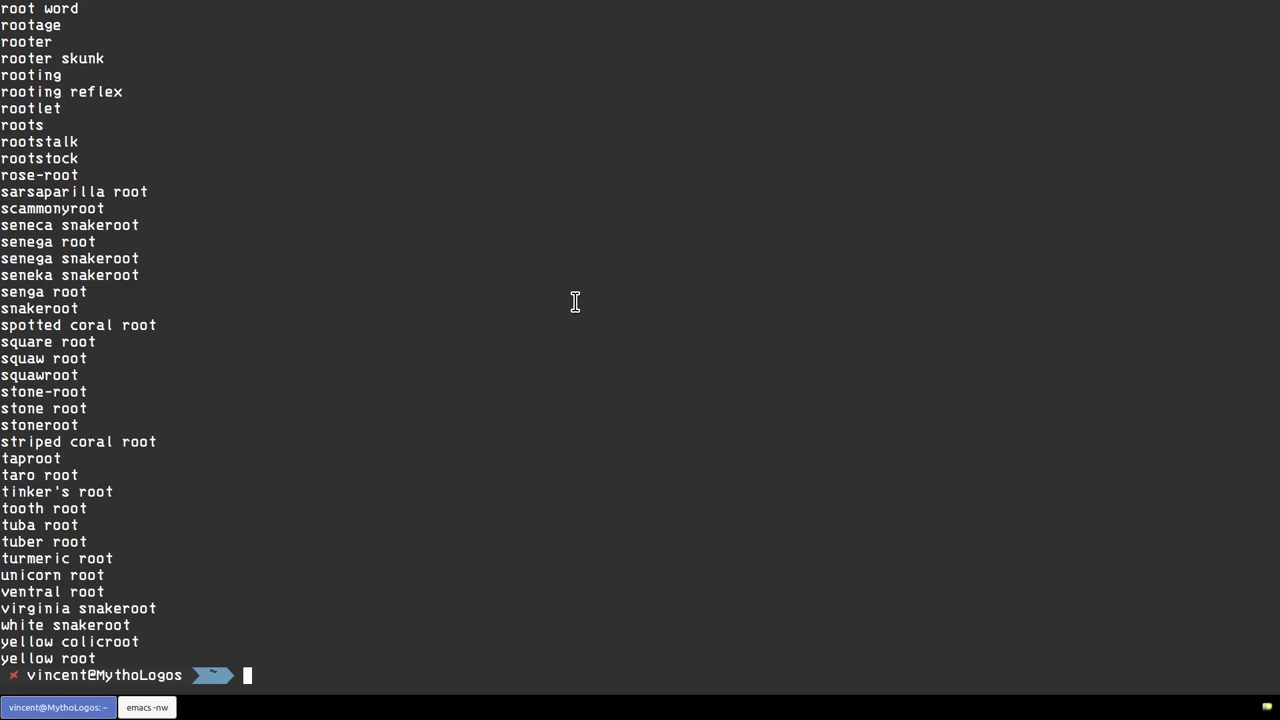 root word
rootage
rooter
rooter skunk
rooting
rooting reflex
rootlet
roots
rootstalk
rootstock
rose-root
sarsaparilla root
scammonyroot
seneca snakeroot
senega root
senega snakeroot
seneka snakeroot
senga root
snakeroot
spotted coral root
square root
squaw root
squawroot
stone-root
stone root
stoneroot
striped coral root
taproot
taro root
tinker's root
tooth root
tuba root
tuber root
turmeric root
unicorn root
ventral root
virginia snakeroot
white snakeroot
yellow colicroot
yellow root
✗ vincent@MythoLogos ~
vincent@MythoLogos: ~ emacs -nw